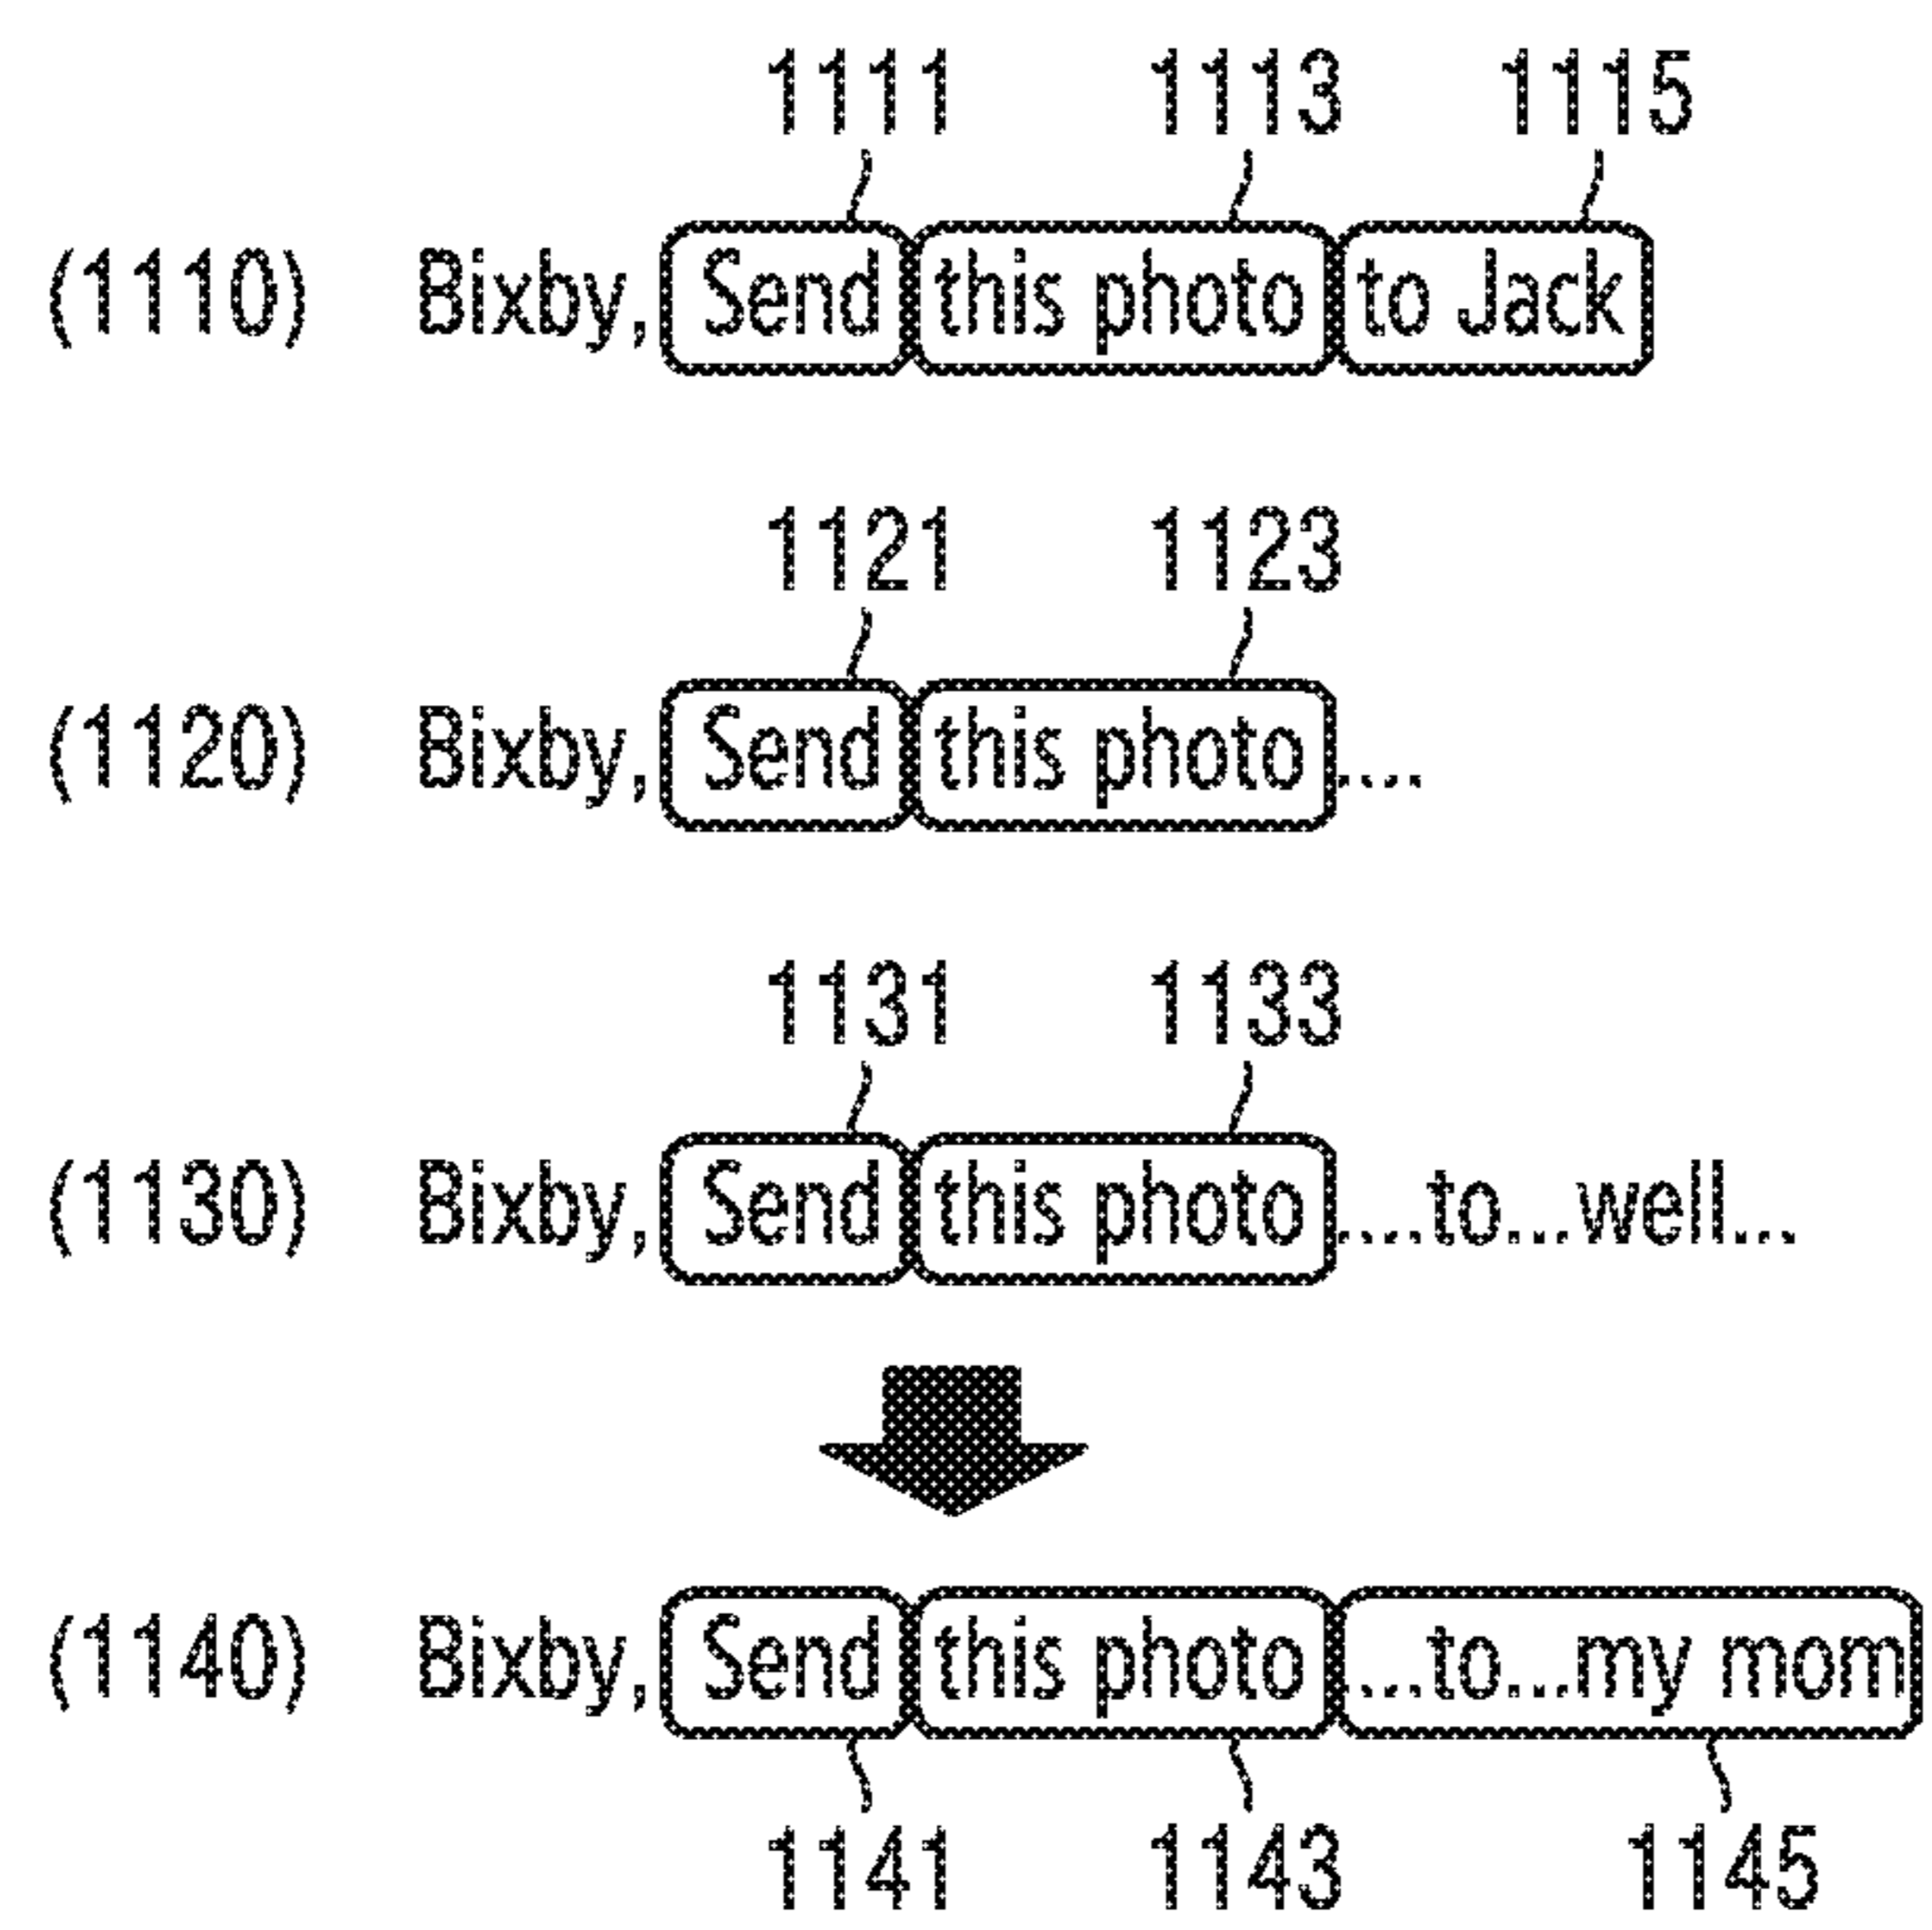 1111 1113 1115
(1110) Bixby, Send this photo to Jack
1121 1123
(1120) Bixby, Send this photo....
1131 1133
(1130) Bixby, Send this photo....to...well...
(1140) Bixby, Send this photo....to...my mom
1141 1143 1145